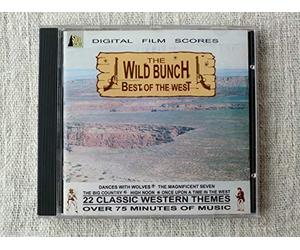 DIGITAL FILM SCORES
THE
WILD BUNCH
BEST OF THE WEST
DANCES WITH WOLVES THE MAGNIFICENT SEVEN
THE BIG COUNTRY HIGH NOON ONCE UPON A TIME IN THE WEST
22 CLASSIC WESTERN THEMES
OVER 75 MINUTES OF MUSIC